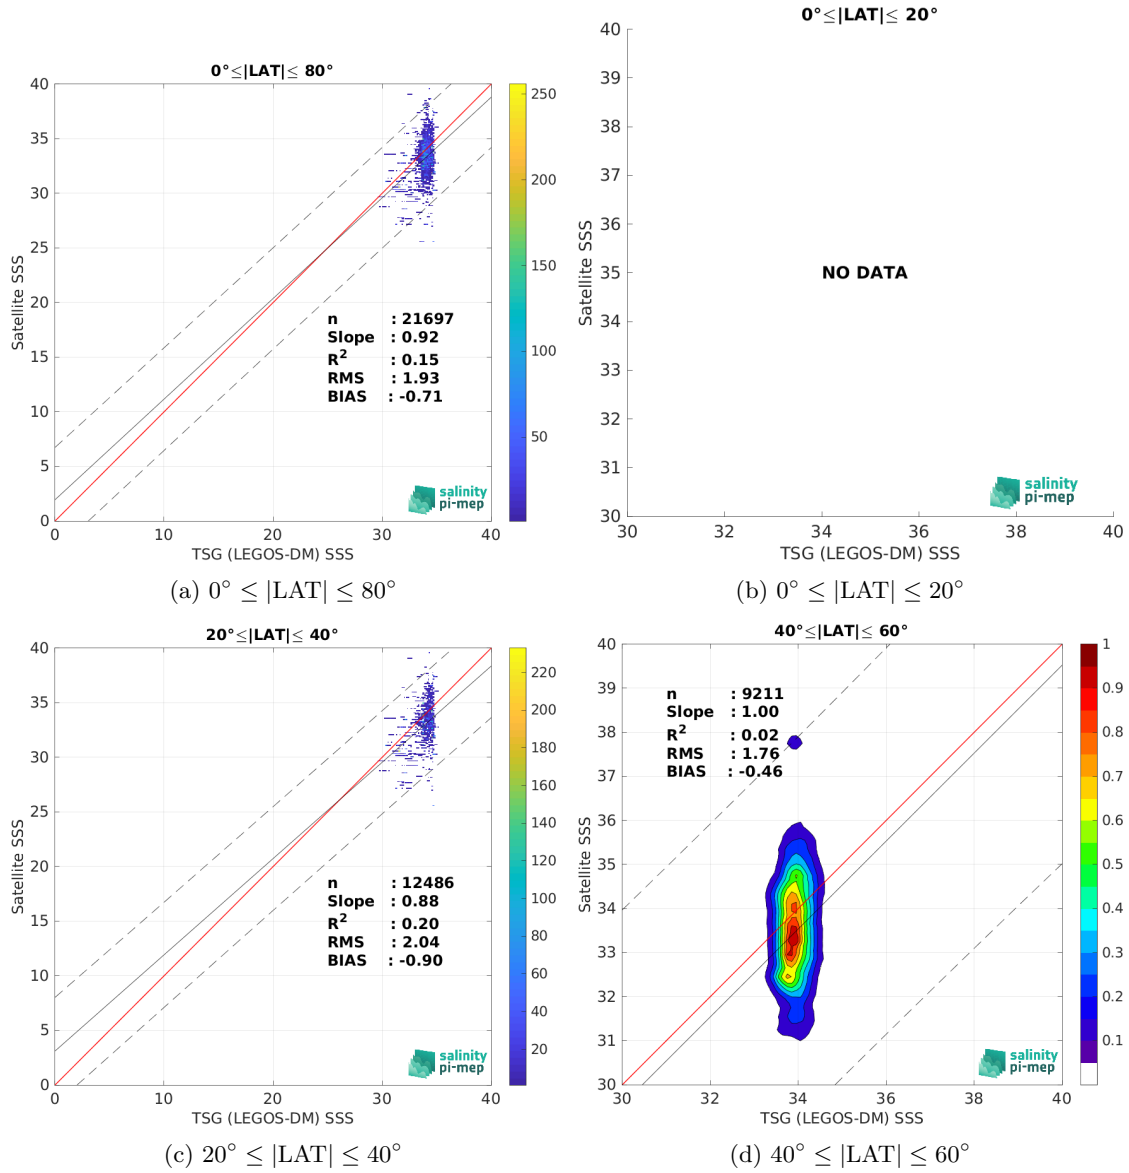 0°≤|LAT|≤ 80°
40
35
30
25
20
15
10
5
0
Satellite SSS
n : 21697
Slope : 0.92
R² : 0.15
RMS : 1.93
BIAS : -0.71
salinity
pi-mep
0 10 20 30 40
TSG (LEGOS-DM) SSS
250
200
150
100
50
(a) 0° ≤ |LAT| ≤ 80°
0°≤|LAT|≤ 20°
40
39
38
37
36
35
34
33
32
31
30
Satellite SSS
NO DATA
salinity
pi-mep
30 32 34 36 38 40
TSG (LEGOS-DM) SSS
(b) 0° ≤ |LAT| ≤ 20°
20°≤|LAT|≤ 40°
40
35
30
25
20
15
10
5
0
Satellite SSS
n : 12486
Slope : 0.88
R² : 0.20
RMS : 2.04
BIAS : -0.90
salinity
pi-mep
0 10 20 30 40
TSG (LEGOS-DM) SSS
220
200
180
160
140
120
100
80
60
40
20
(c) 20° ≤ |LAT| ≤ 40°
40°≤|LAT|≤ 60°
40
39
38
37
36
35
34
33
32
31
30
Satellite SSS
n : 9211
Slope : 1.00
R² : 0.02
RMS : 1.76
BIAS : -0.46
salinity
pi-mep
30 32 34 36 38 40
TSG (LEGOS-DM) SSS
1
0.9
0.8
0.7
0.6
0.5
0.4
0.3
0.2
0.1
(d) 40° ≤ |LAT| ≤ 60°